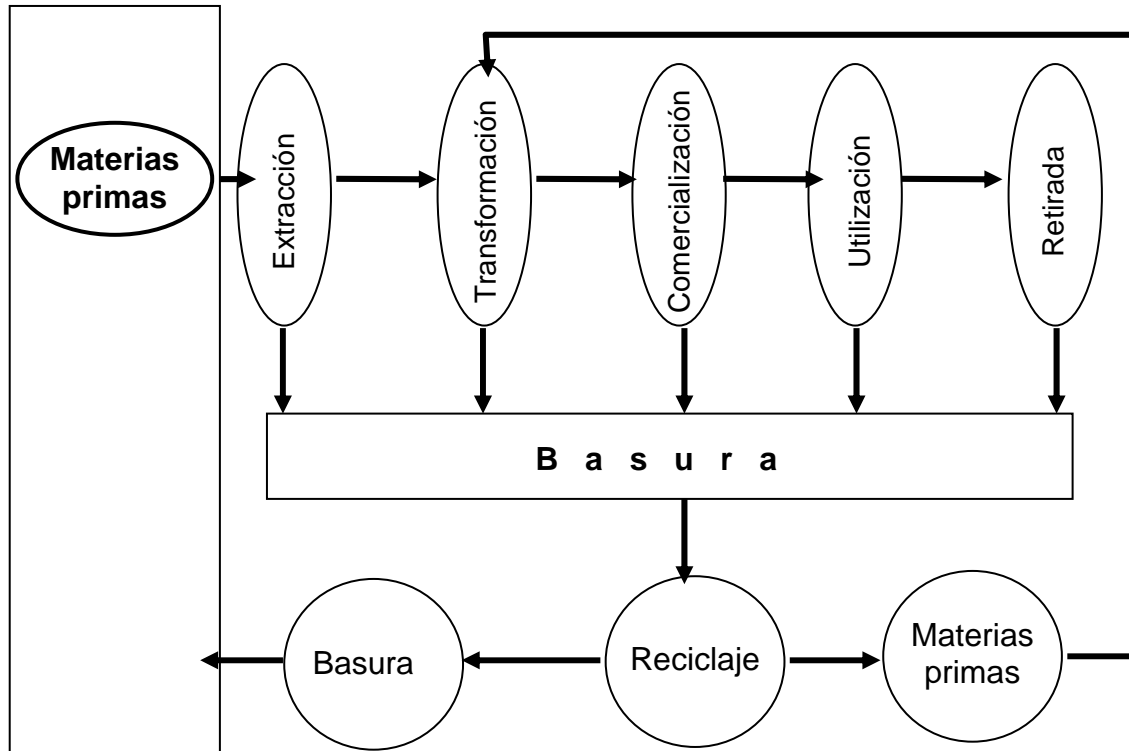 Materias
primas
Extracción
Transformación
Comercialización
Utilización
Retirada
B a s u r a
Basura
Reciclaje
Materias
primas